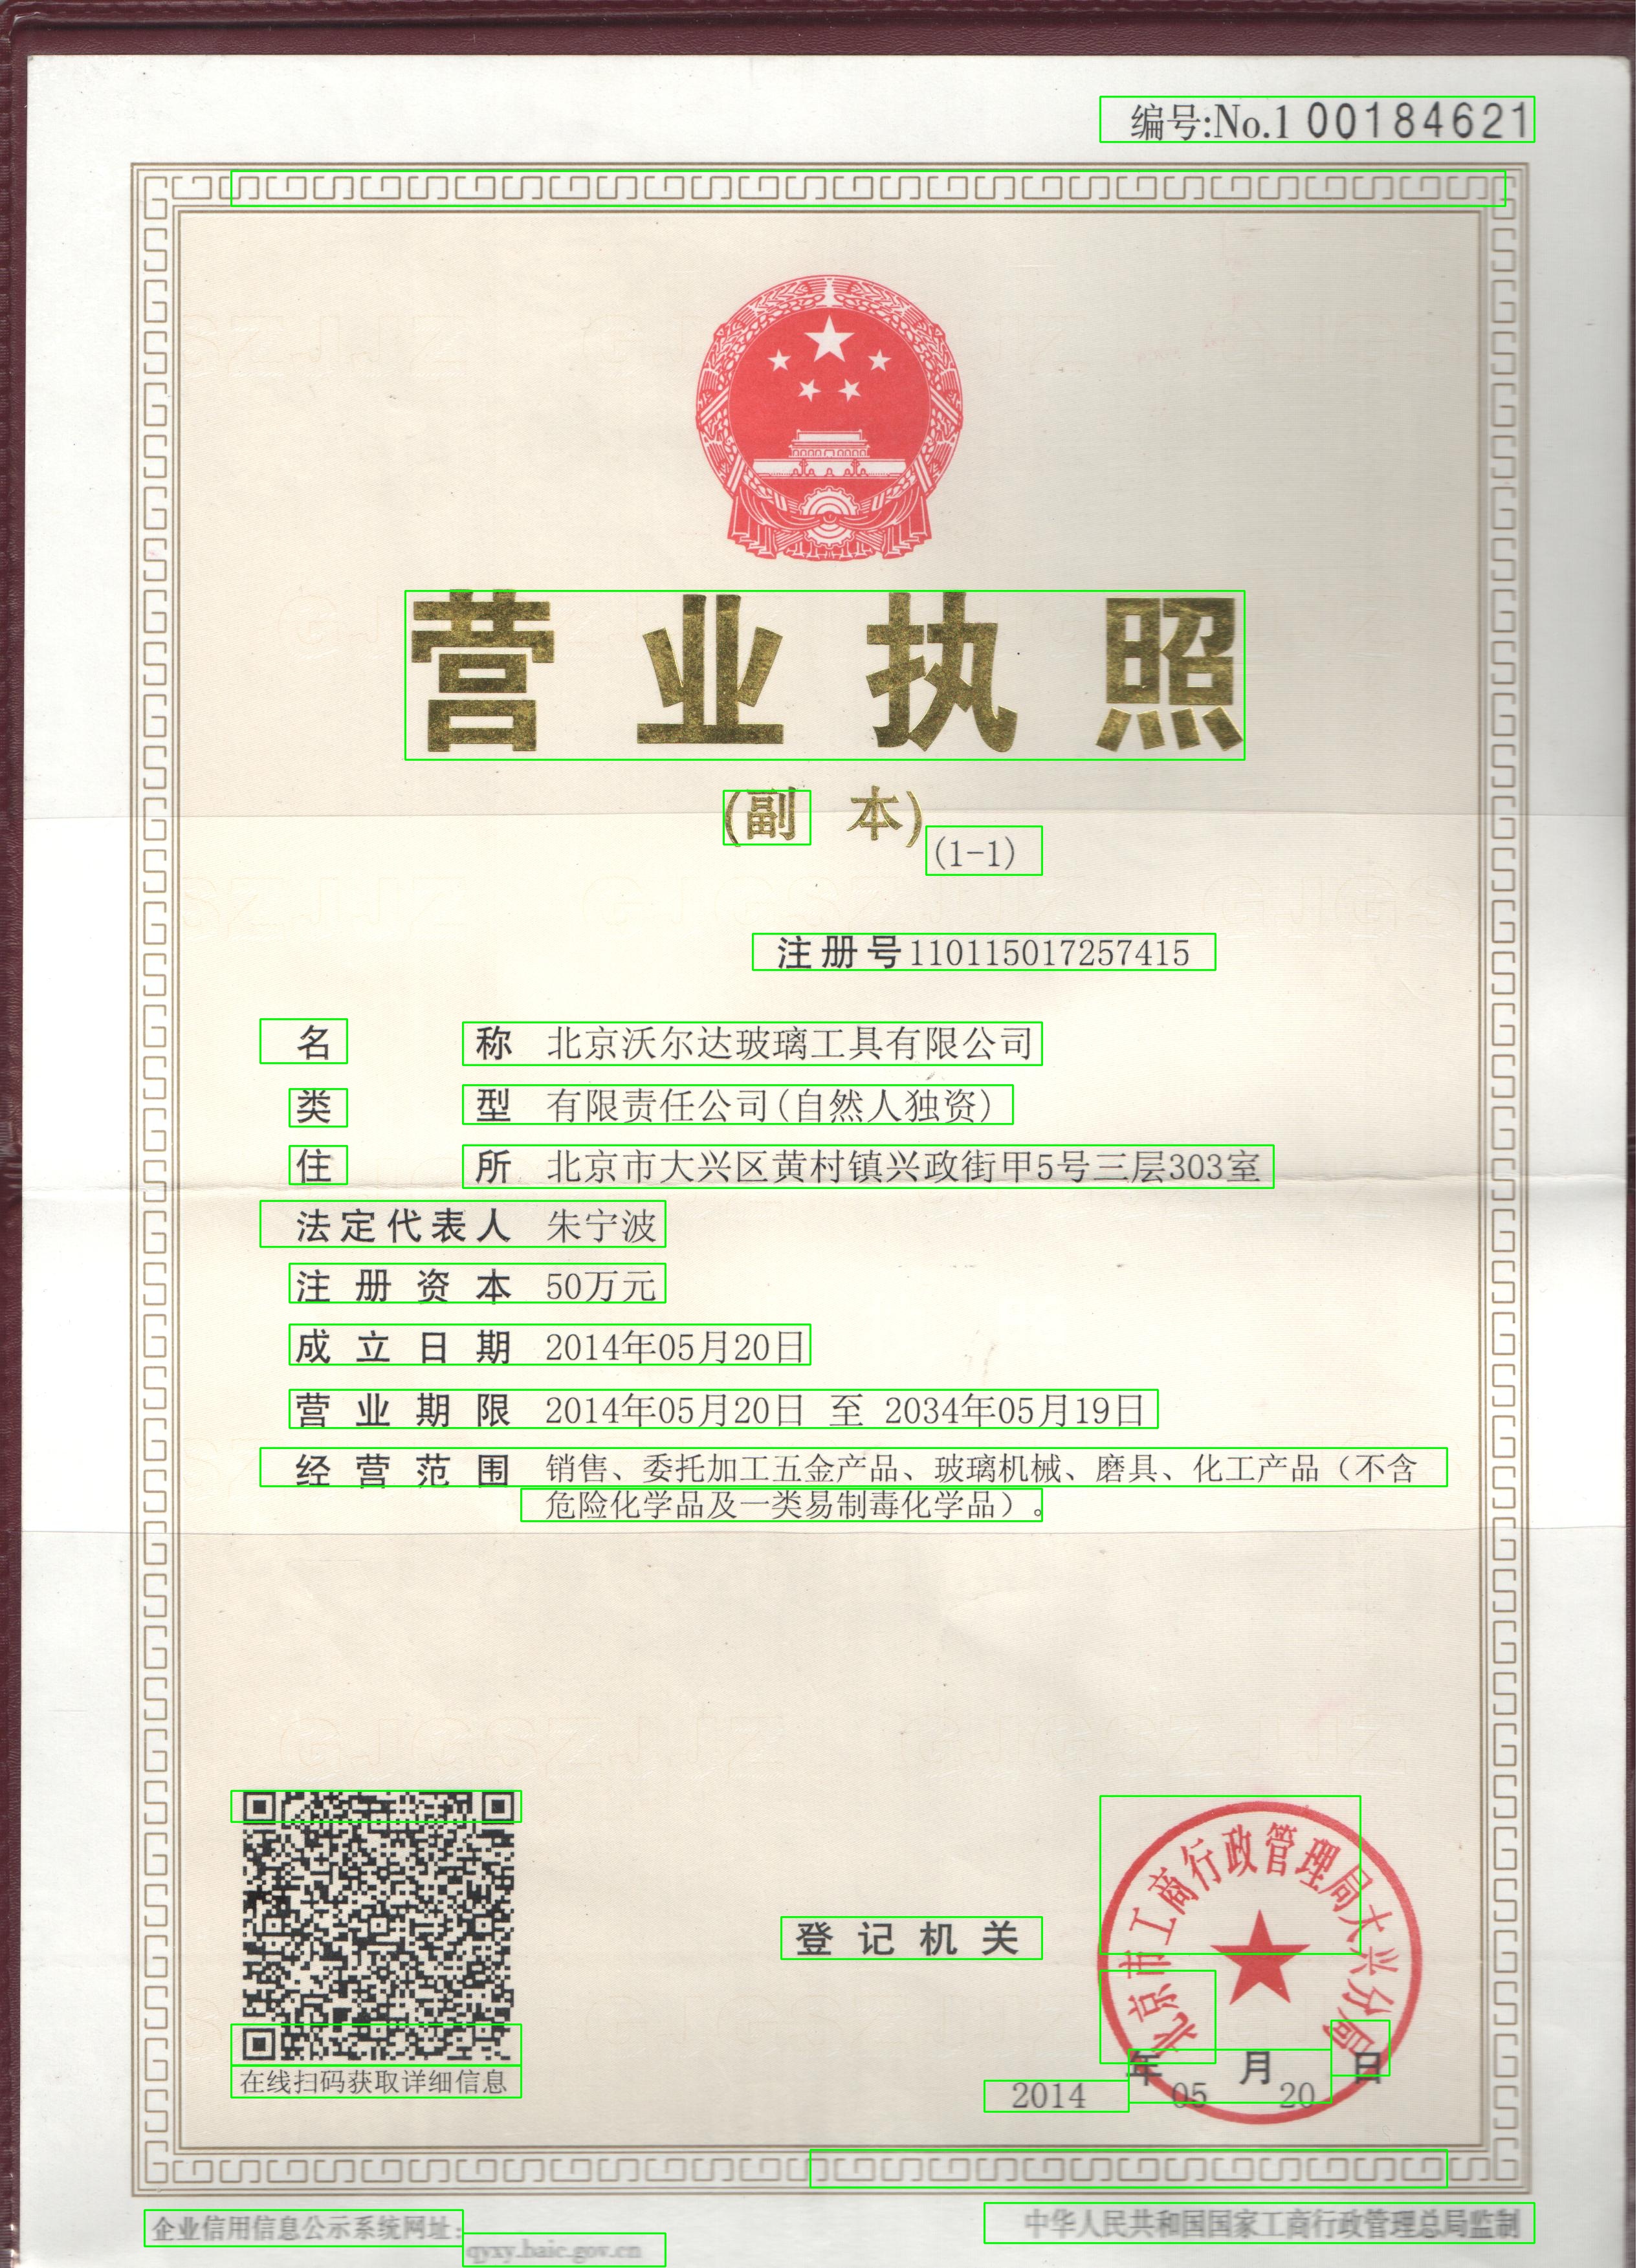 编号:No.1 00184621
营业执照
(副 本)
(1-1)
注册号110115017257415
名 称 北京沃尔达玻璃工具有限公司
类 型 有限责任公司(自然人独资)
住 所 北京市大兴区黄村镇兴政街甲5号三层303室
法定代表人 朱宁波
注册资本 50万元
成立日期 2014年05月20日
营业期限 2014年05月20日 至 2034年05月19日
经营范围 销售、委托加工五金产品、玻璃机械、磨具、化工产品（不含
危险化学品及一类易制毒化学品）。
登记机关
北京市工商行政管理局大兴分局
2014年05月20日
在线扫码获取详细信息
企业信用信息公示系统网址:
qyxy.baic.gov.cn
中华人民共和国国家工商行政管理总局监制